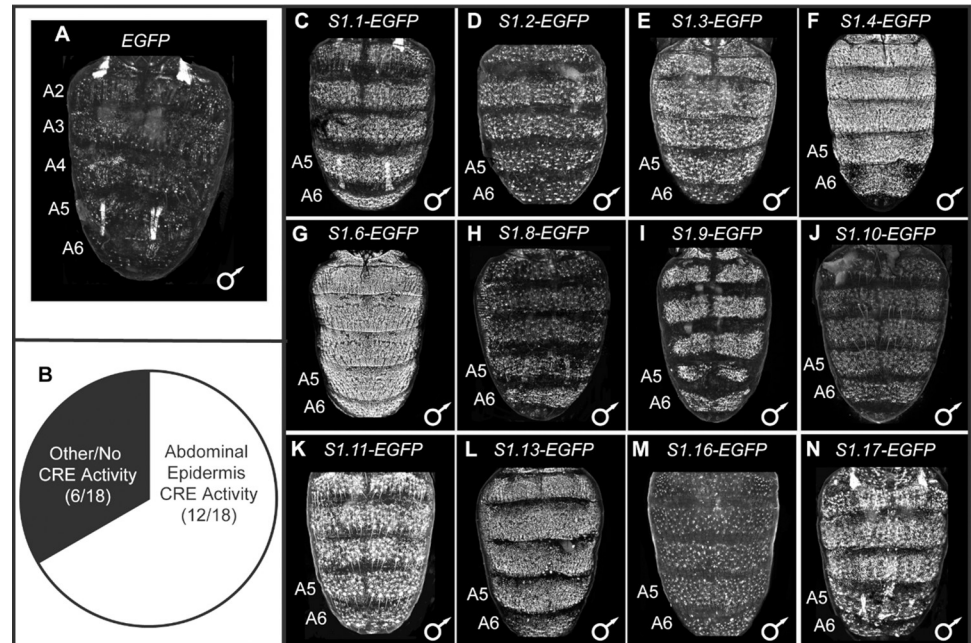 A
EGFP
A2
A3
A4
A5
A6
B
Other/No
CRE Activity
(6/18)
Abdominal
Epidermis
CRE Activity
(12/18)
C
S1.1-EGFP
A5
A6
D
S1.2-EGFP
A5
A6
E
S1.3-EGFP
A5
A6
F
S1.4-EGFP
A5
A6
G
S1.6-EGFP
A5
A6
H
S1.8-EGFP
A5
A6
I
S1.9-EGFP
A5
A6
J
S1.10-EGFP
A5
A6
K
S1.11-EGFP
A5
A6
L
S1.13-EGFP
A5
A6
M
S1.16-EGFP
A5
A6
N
S1.17-EGFP
A5
A6